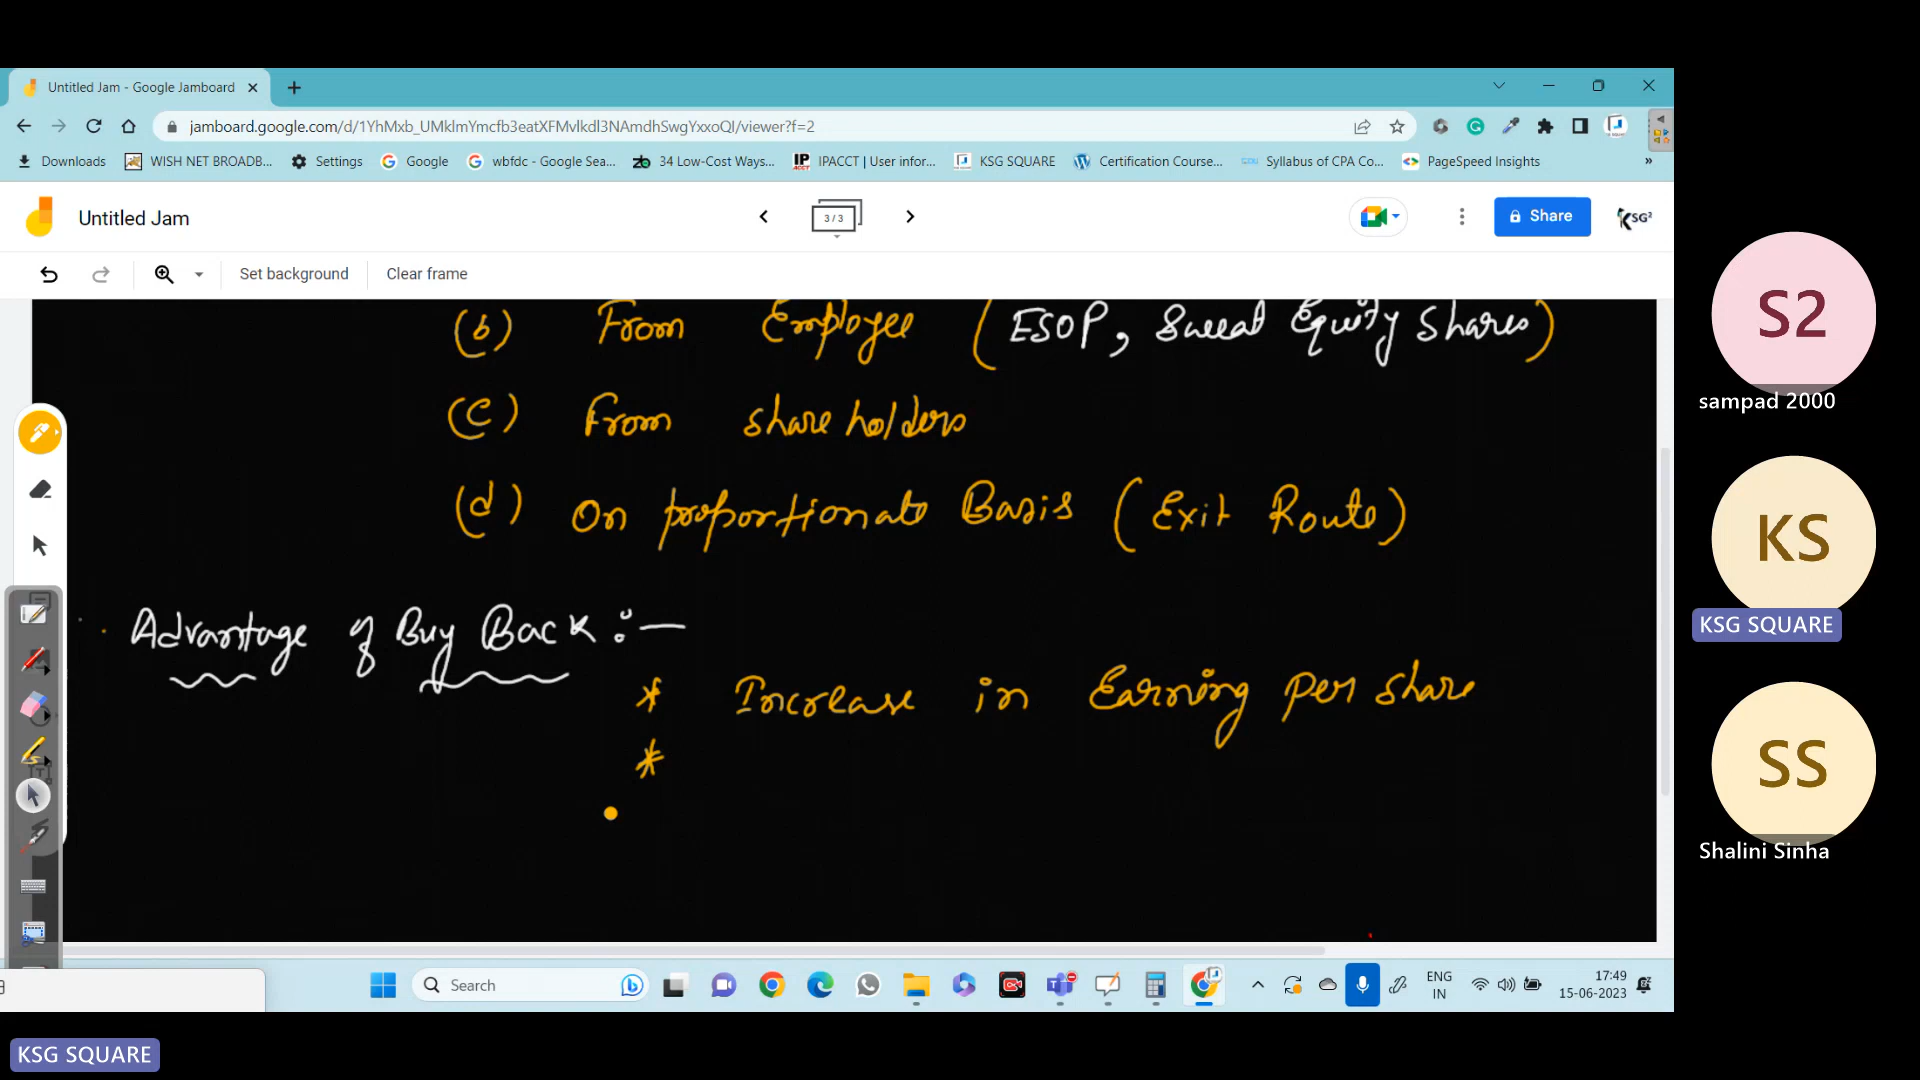 Untitled Jam - Google Jamboard
jamboard.google.com/d/1YhMxb_UMklmYmcfb3eatXFMvlkdl3NAmdhSwgYxxoQI/viewer?f=2
Downloads WISH NET BROADB... Settings Google wbfdc - Google Sea... 34 Low-Cost Ways... IPACCT | User infor... KSG SQUARE Certification Course... Syllabus of CPA Co... PageSpeed Insights »
Untitled Jam 3 / 3 Share KSG²
Set background Clear frame
(b) From Employee (ESOP, Sweat Equity Shares)
(c) From shareholders
(d) On proportionate Basis (Exit Route)
Advantage of Buy Back :—
* Increase in Earning per share
*
S2
sampad 2000
KS
KSG SQUARE
SS
Shalini Sinha
Search ENG IN 17:49 15-06-2023
KSG SQUARE